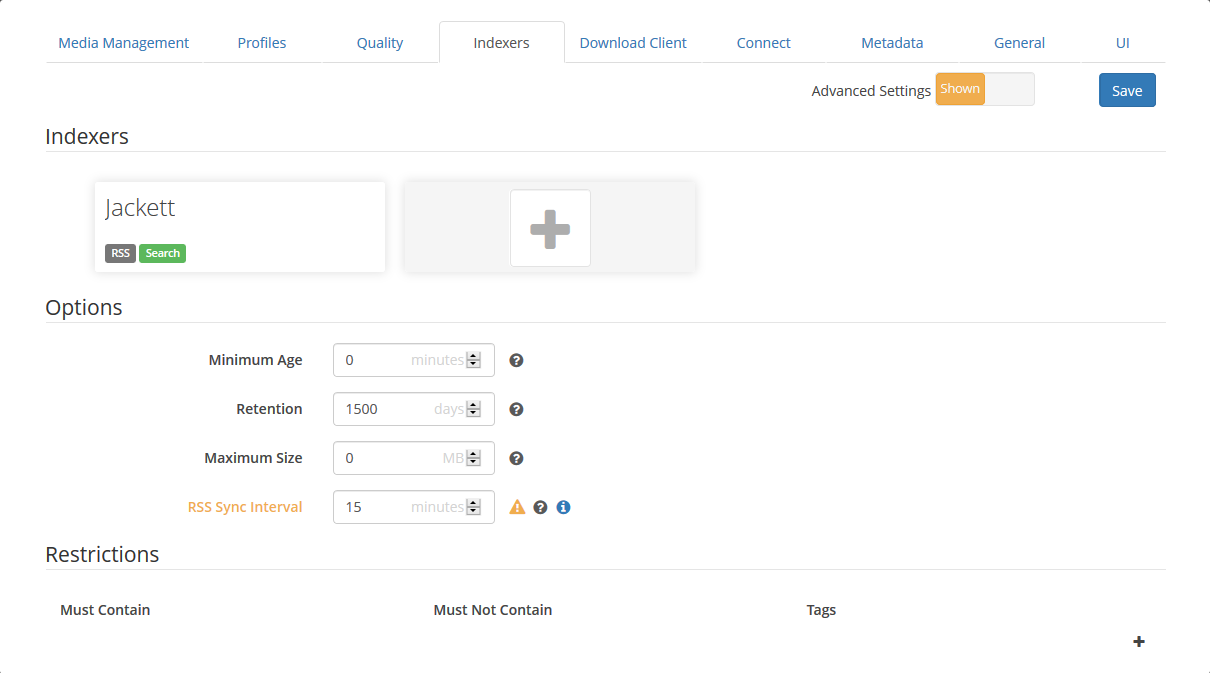 Media Management Profiles Quality Indexers Download Client Connect Metadata General UI
Advanced Settings Shown Save
Indexers
Jackett
RSS Search
Options
Minimum Age 0 minutes
Retention 1500 days
Maximum Size 0 MB
RSS Sync Interval 15 minutes
Restrictions
Must Contain Must Not Contain Tags